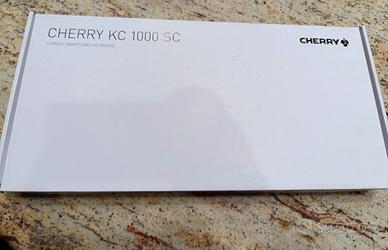 CHERRY KC 1000 SC
CORDED SMARTCARD KEYBOARD
CHERRY